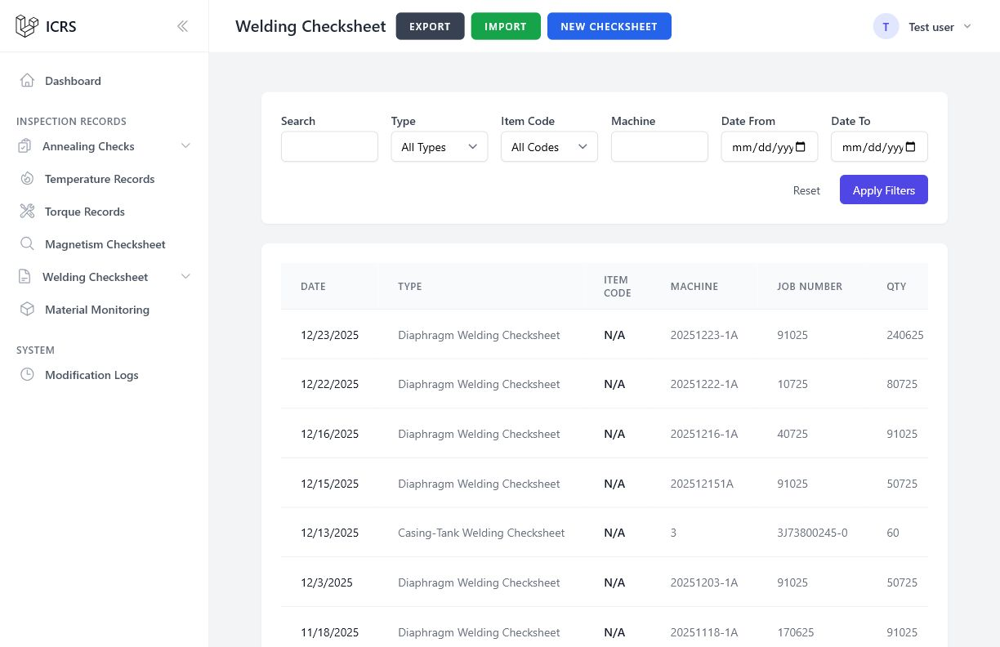 ICRS
Welding Checksheet
EXPORT
IMPORT
NEW CHECKSHEET
T
Test user
Dashboard
INSPECTION RECORDS
Annealing Checks
Temperature Records
Torque Records
Magnetism Checksheet
Welding Checksheet
Material Monitoring
SYSTEM
Modification Logs
Search Type Item Code Machine Date From Date To
All Types All Codes mm/dd/yyy mm/dd/yyy
Reset Apply Filters
DATE TYPE ITEM CODE MACHINE JOB NUMBER QTY
12/23/2025 Diaphragm Welding Checksheet N/A 20251223-1A 91025 240625
12/22/2025 Diaphragm Welding Checksheet N/A 20251222-1A 10725 80725
12/16/2025 Diaphragm Welding Checksheet N/A 20251216-1A 40725 91025
12/15/2025 Diaphragm Welding Checksheet N/A 202512151A 91025 50725
12/13/2025 Casing-Tank Welding Checksheet N/A 3 3J73800245-0 60
12/3/2025 Diaphragm Welding Checksheet N/A 20251203-1A 91025 50725
11/18/2025 Diaphragm Welding Checksheet N/A 20251118-1A 170625 91025